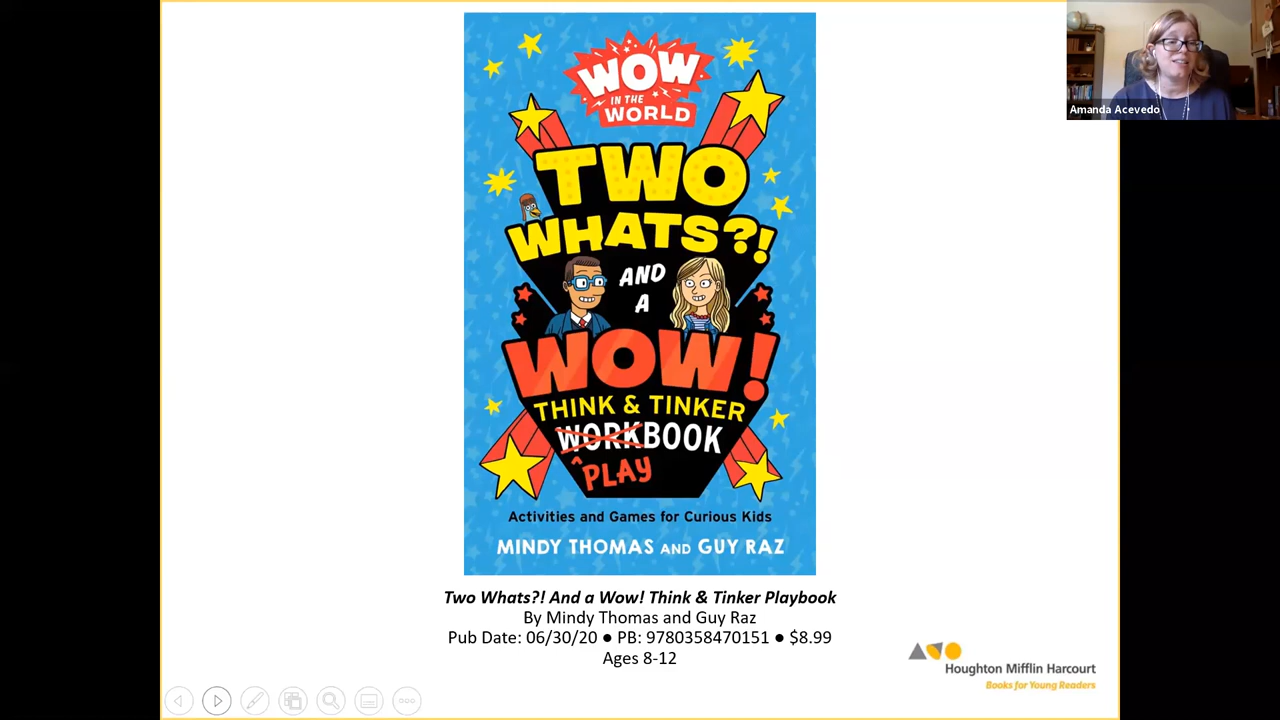 WOW
IN THE
WORLD
TWO
WHATS?!
AND
A
WOW!
THINK & TINKER
WORKBOOK
^PLAY
Activities and Games for Curious Kids
MINDY THOMAS AND GUY RAZ
Two Whats?! And a Wow! Think & Tinker Playbook
By Mindy Thomas and Guy Raz
Pub Date: 06/30/20 ● PB: 9780358470151 ● $8.99
Ages 8-12
Houghton Mifflin Harcourt
Books for Young Readers
Amanda Acevedo